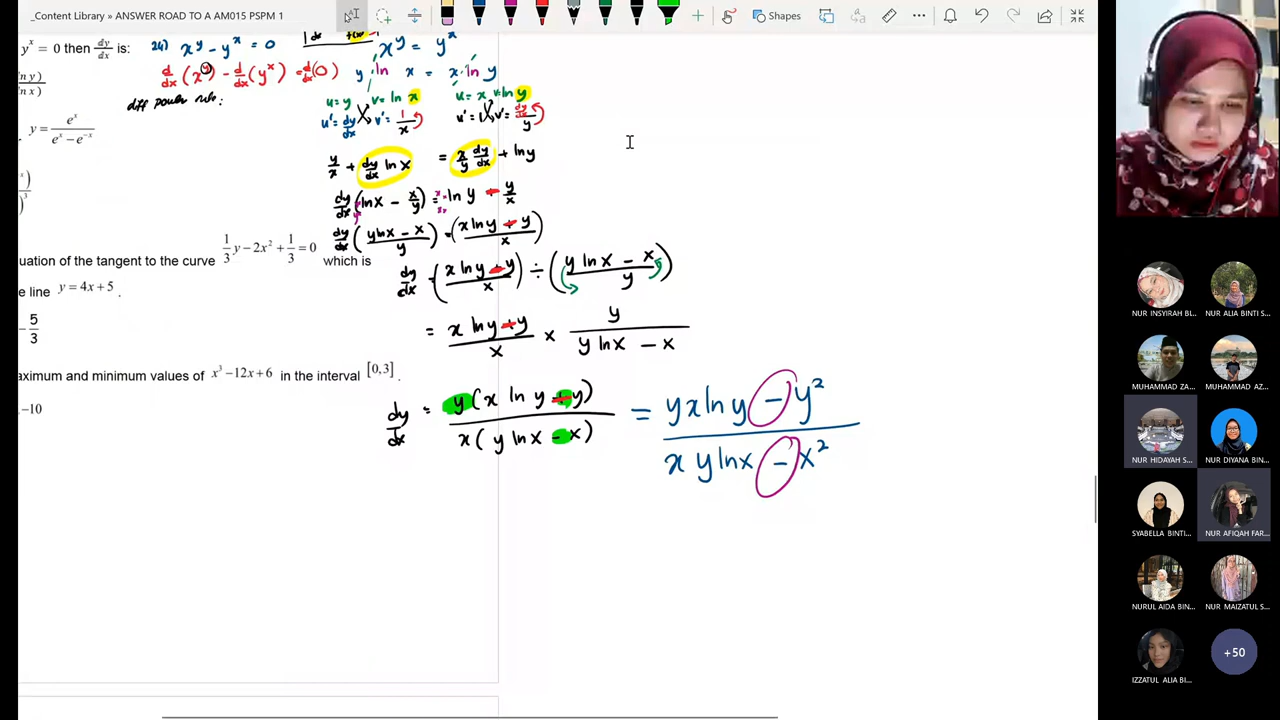 _Content Library » ANSWER ROAD TO A AM015 PSPM 1
Shapes
y^x = 0 then dy/dx is:
ln y)
ln x)
y = e^x / (e^x − e^−x)
uation of the tangent to the curve 1/3 y − 2x² + 1/3 = 0 which is
e line y = 4x + 5 .
− 5/3
aximum and minimum values of x³ −12x + 6 in the interval [0,3] .
-10
24) x^y − y^x = 0
d/dx (x^y) − d/dx (y^x) = d/dx (0)
diff power rule:
x^y = y^x
y ln x = x ln y
u = y v = ln x u = x v = ln y
u' = dy/dx v' = 1/x u' = 1 v' = dy/dx / y
y/x + dy/dx ln x = x/y dy/dx + ln y
dy/dx (ln x − x/y) = ln y − y/x
dy/dx ((y ln x − x) / y) = ((x ln y − y) / x)
dy/dx = ((x ln y − y) / x) ÷ ((y ln x − x) / y)
= (x ln y − y) / x × y / (y ln x − x)
dy/dx = y(x ln y − y) / x(y ln x − x) = (yx ln y − y²) / (xy ln x − x²)
NUR INSYIRAH BI...
NUR ALIA BINTI S...
MUHAMMAD ZA...
MUHAMMAD AZ...
NUR HIDAYAH S...
NUR DIYANA BIN...
SYABELLA BINTI...
NUR AFIQAH FAR...
NURUL AIDA BIN...
NUR MAIZATUL S...
IZZATUL ALIA BI...
+50